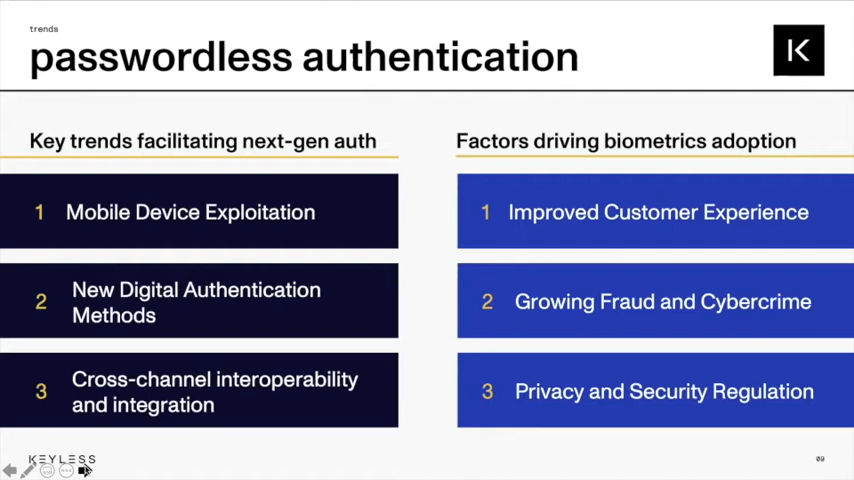 trends
passwordless authentication
K
Key trends facilitating next-gen auth
1 Mobile Device Exploitation
2 New Digital Authentication
Methods
3 Cross-channel interoperability
and integration
Factors driving biometrics adoption
1 Improved Customer Experience
2 Growing Fraud and Cybercrime
3 Privacy and Security Regulation
KEYLESS
09